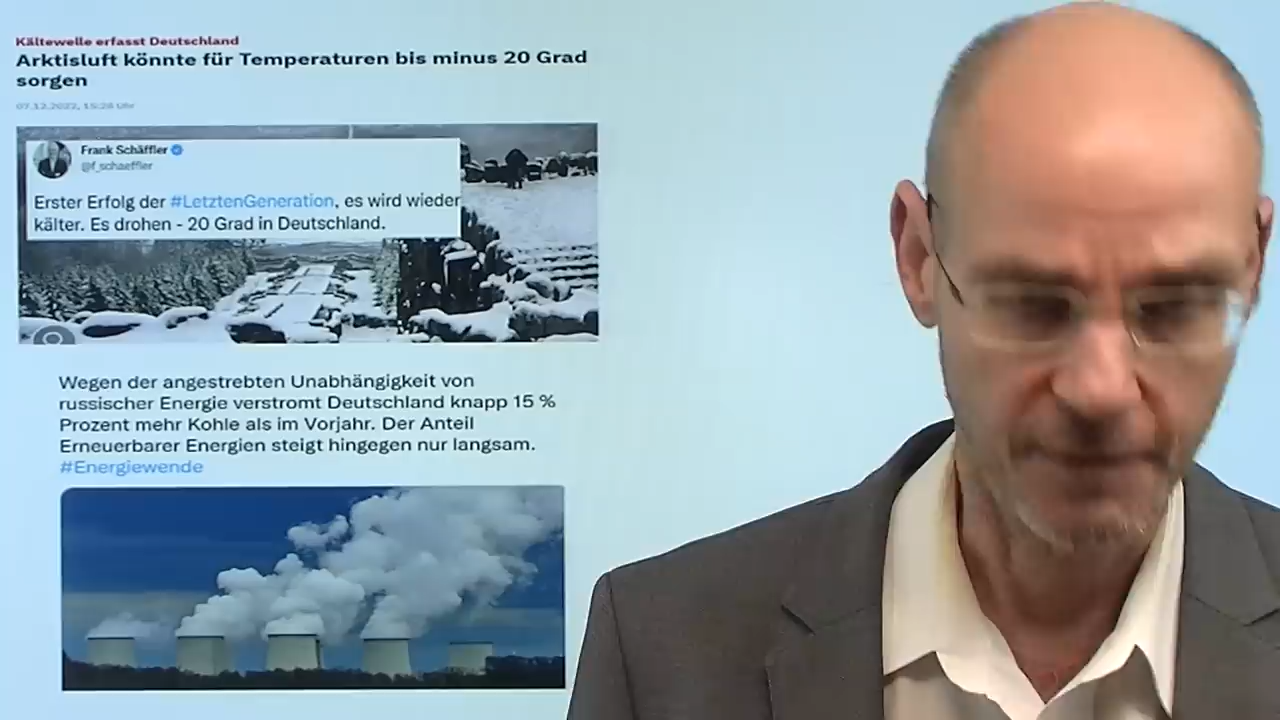 Kältewelle erfasst Deutschland
Arktisluft könnte für Temperaturen bis minus 20 Grad
sorgen
07.12.2022, 15:28 Uhr
Frank Schäffler
@f_schaeffler
Erster Erfolg der #LetztenGeneration, es wird wieder
kälter. Es drohen - 20 Grad in Deutschland.
Wegen der angestrebten Unabhängigkeit von
russischer Energie verstromt Deutschland knapp 15 %
Prozent mehr Kohle als im Vorjahr. Der Anteil
Erneuerbarer Energien steigt hingegen nur langsam.
#Energiewende